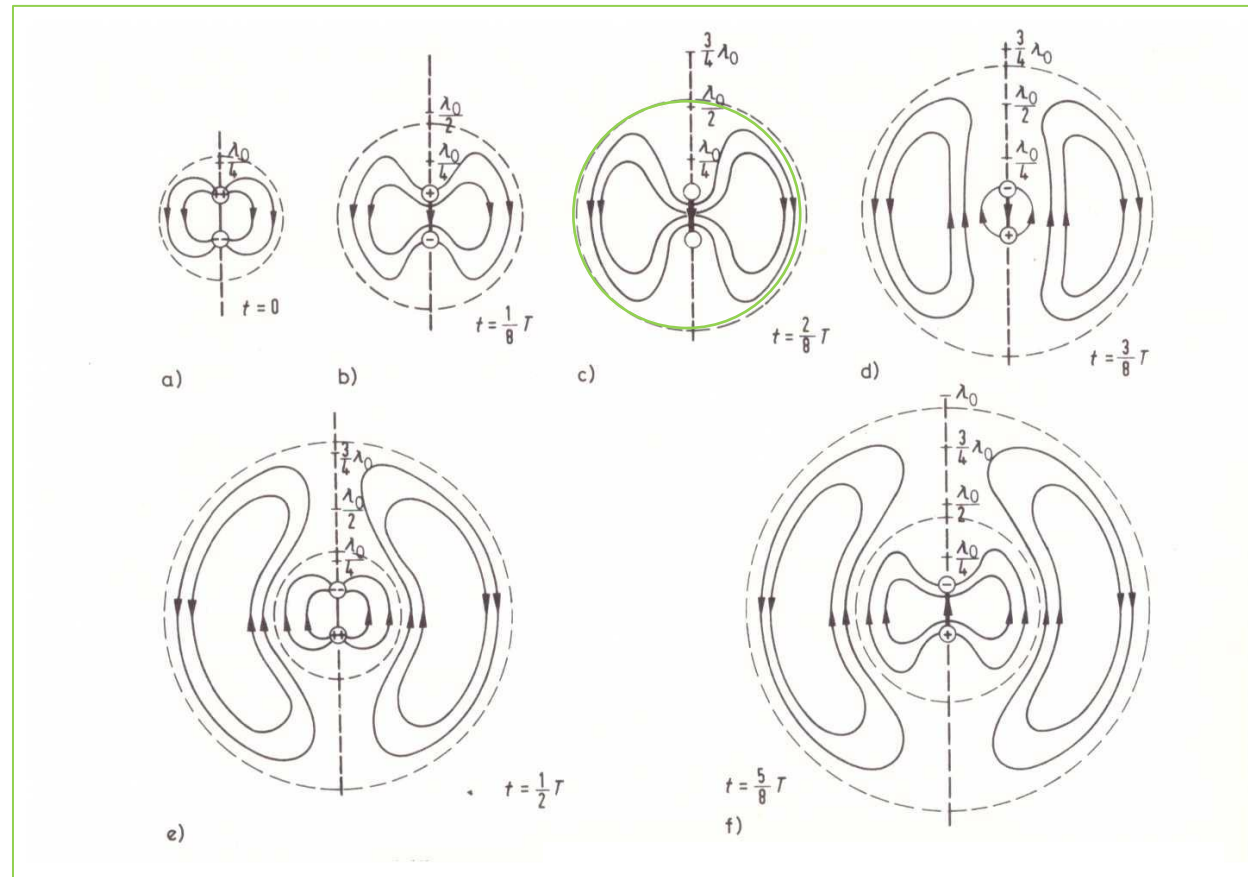 λ₀/4
++
--
t = 0
a)
λ₀/2
λ₀/4
+
-
t = 1/8 T
b)
3/4 λ₀
λ₀/2
λ₀/4
t = 2/8 T
c)
3/4 λ₀
λ₀/2
λ₀/4
-
+
t = 3/8 T
d)
3/4 λ₀
λ₀/2
λ₀/4
--
++
t = 1/2 T
e)
λ₀
3/4 λ₀
λ₀/2
λ₀/4
-
+
t = 5/8 T
f)